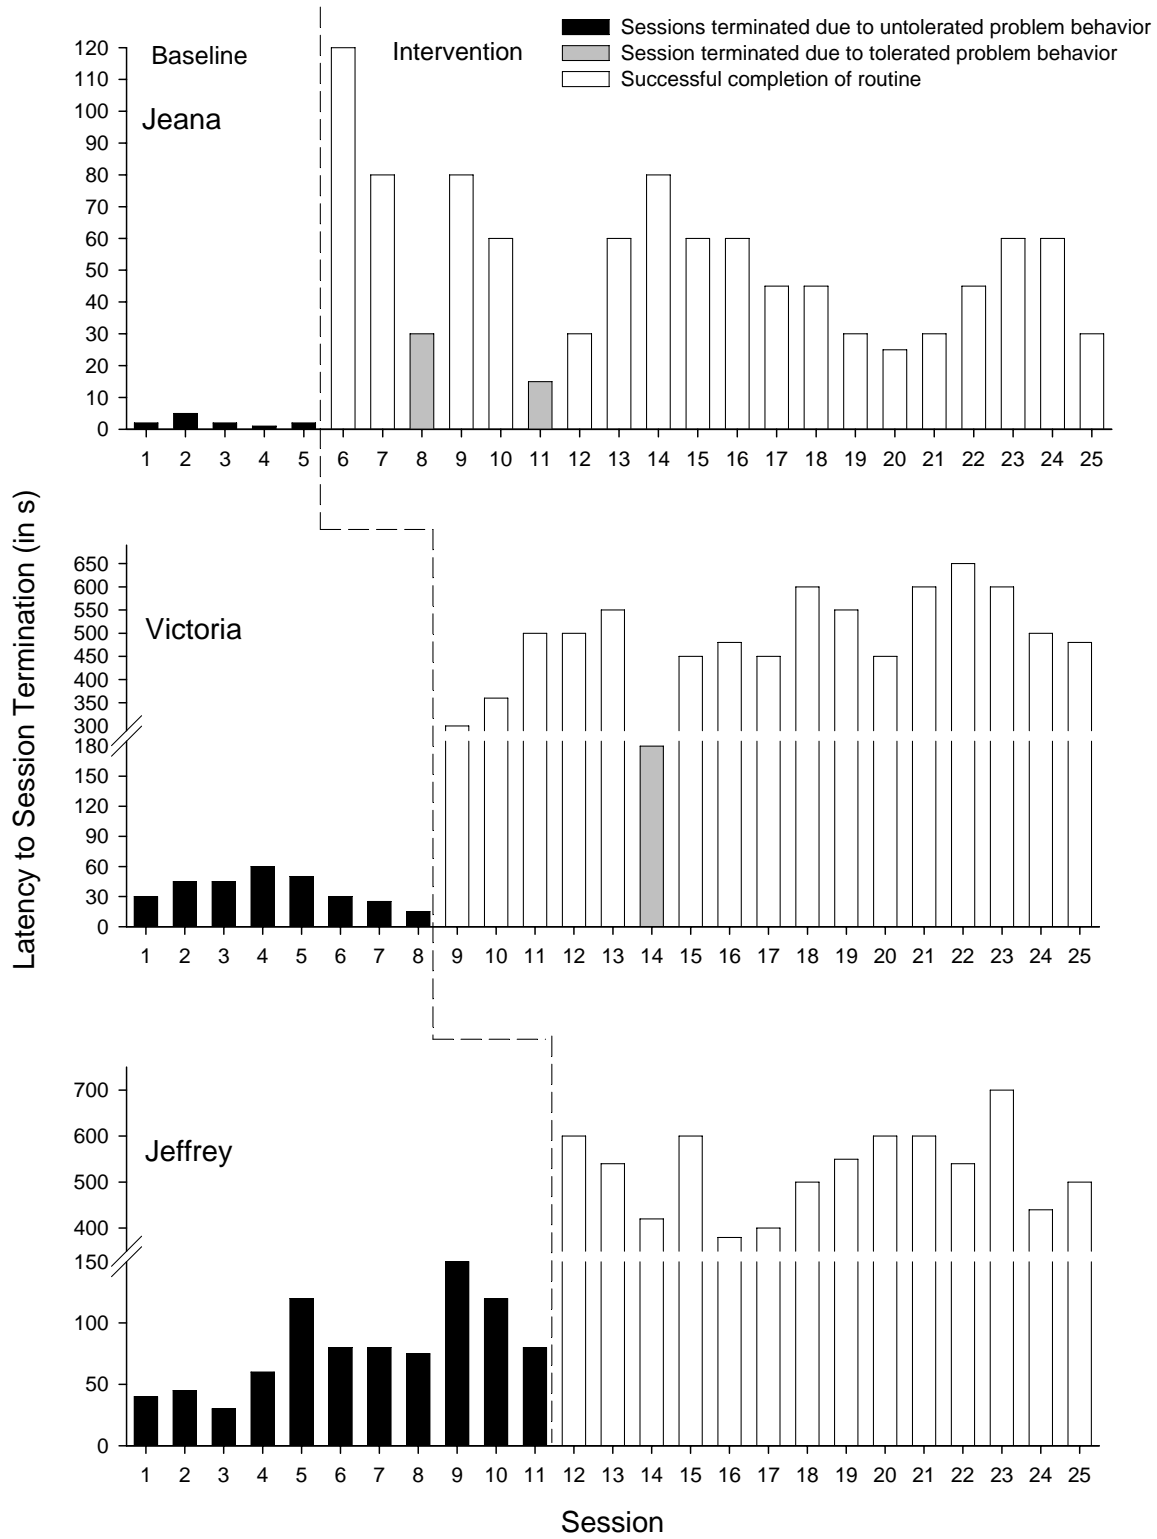 Sessions terminated due to untolerated problem behavior
Session terminated due to tolerated problem behavior
Successful completion of routine
Baseline
Intervention
Jeana
120
110
100
90
80
70
60
50
40
30
20
10
0
1 2 3 4 5 6 7 8 9 10 11 12 13 14 15 16 17 18 19 20 21 22 23 24 25
Latency to Session Termination (in s)
Victoria
650
600
550
500
450
400
350
300
180
150
120
90
60
30
0
1 2 3 4 5 6 7 8 9 10 11 12 13 14 15 16 17 18 19 20 21 22 23 24 25
Jeffrey
700
600
500
400
150
100
50
0
1 2 3 4 5 6 7 8 9 10 11 12 13 14 15 16 17 18 19 20 21 22 23 24 25
Session